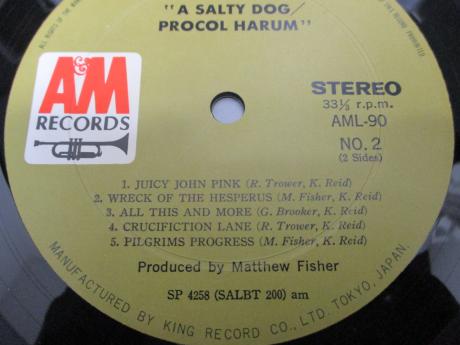 "A SALTY DOG/
PROCOL HARUM"
A&M
RECORDS
STEREO
33⅓ r.p.m.
AML-90
NO. 2
(2 Sides)
1. JUICY JOHN PINK (R. Trower, K. Reid)
2. WRECK OF THE HESPERUS (M. Fisher, K. Reid)
3. ALL THIS AND MORE (G. Brooker, K. Reid)
4. CRUCIFICTION LANE (R. Trower, K. Reid)
5. PILGRIMS PROGRESS (M. Fisher, K. Reid)
Produced by Matthew Fisher
SP 4258 (SALBT 200) am
MANUFACTURED BY KING RECORD CO., LTD. TOKYO, JAPAN.